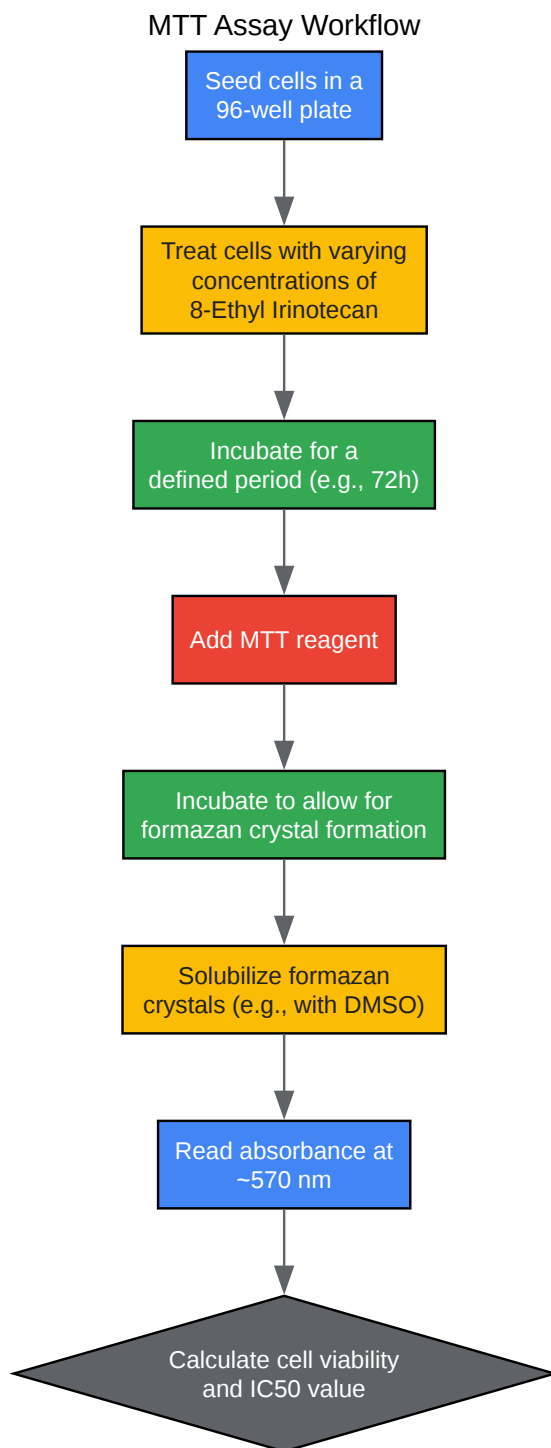 MTT Assay Workflow
Seed cells in a
96-well plate
Treat cells with varying
concentrations of
8-Ethyl Irinotecan
Incubate for a
defined period (e.g., 72h)
Add MTT reagent
Incubate to allow for
formazan crystal formation
Solubilize formazan
crystals (e.g., with DMSO)
Read absorbance at
~570 nm
Calculate cell viability
and IC50 value